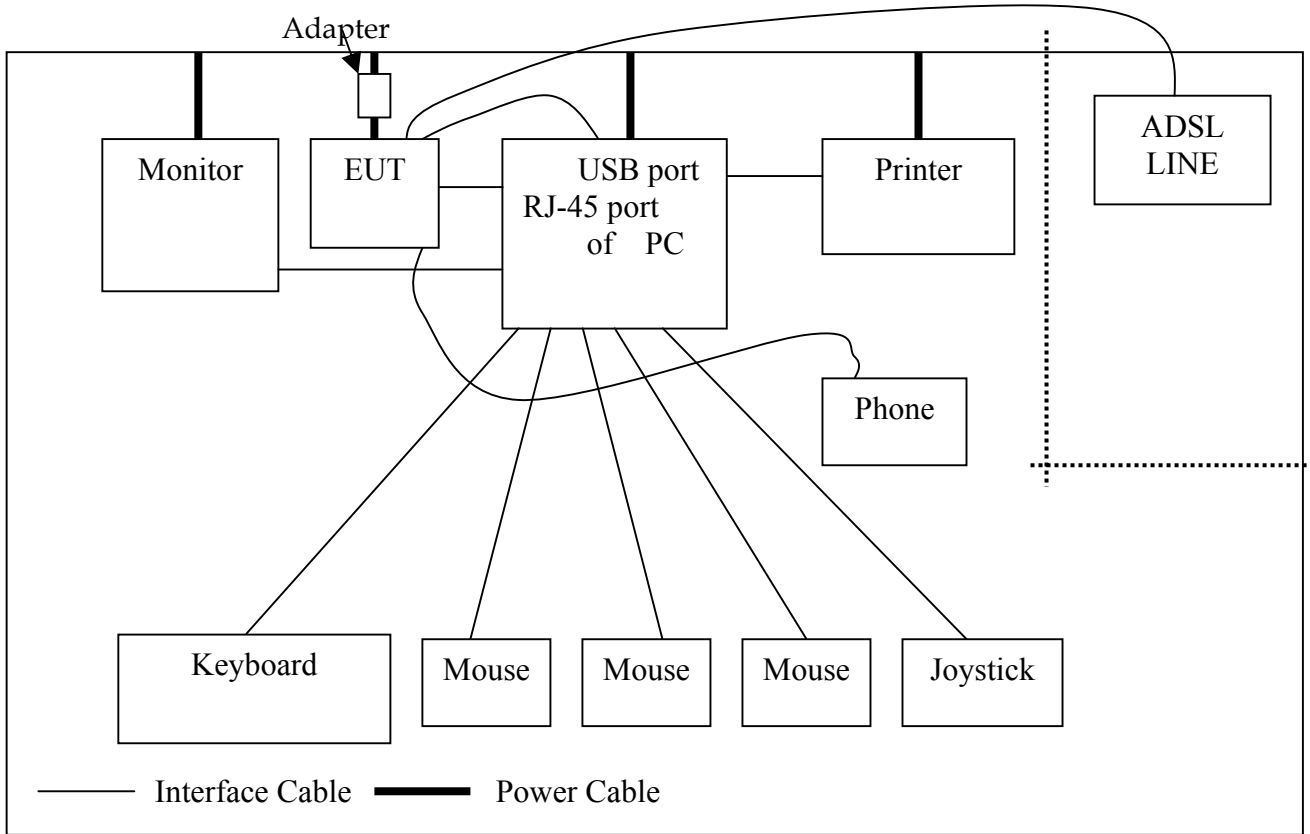 Adapter
Monitor
EUT
USB port
RJ-45 port
of PC
Printer
ADSL
LINE
Phone
Keyboard
Mouse
Mouse
Mouse
Joystick
Interface Cable
Power Cable